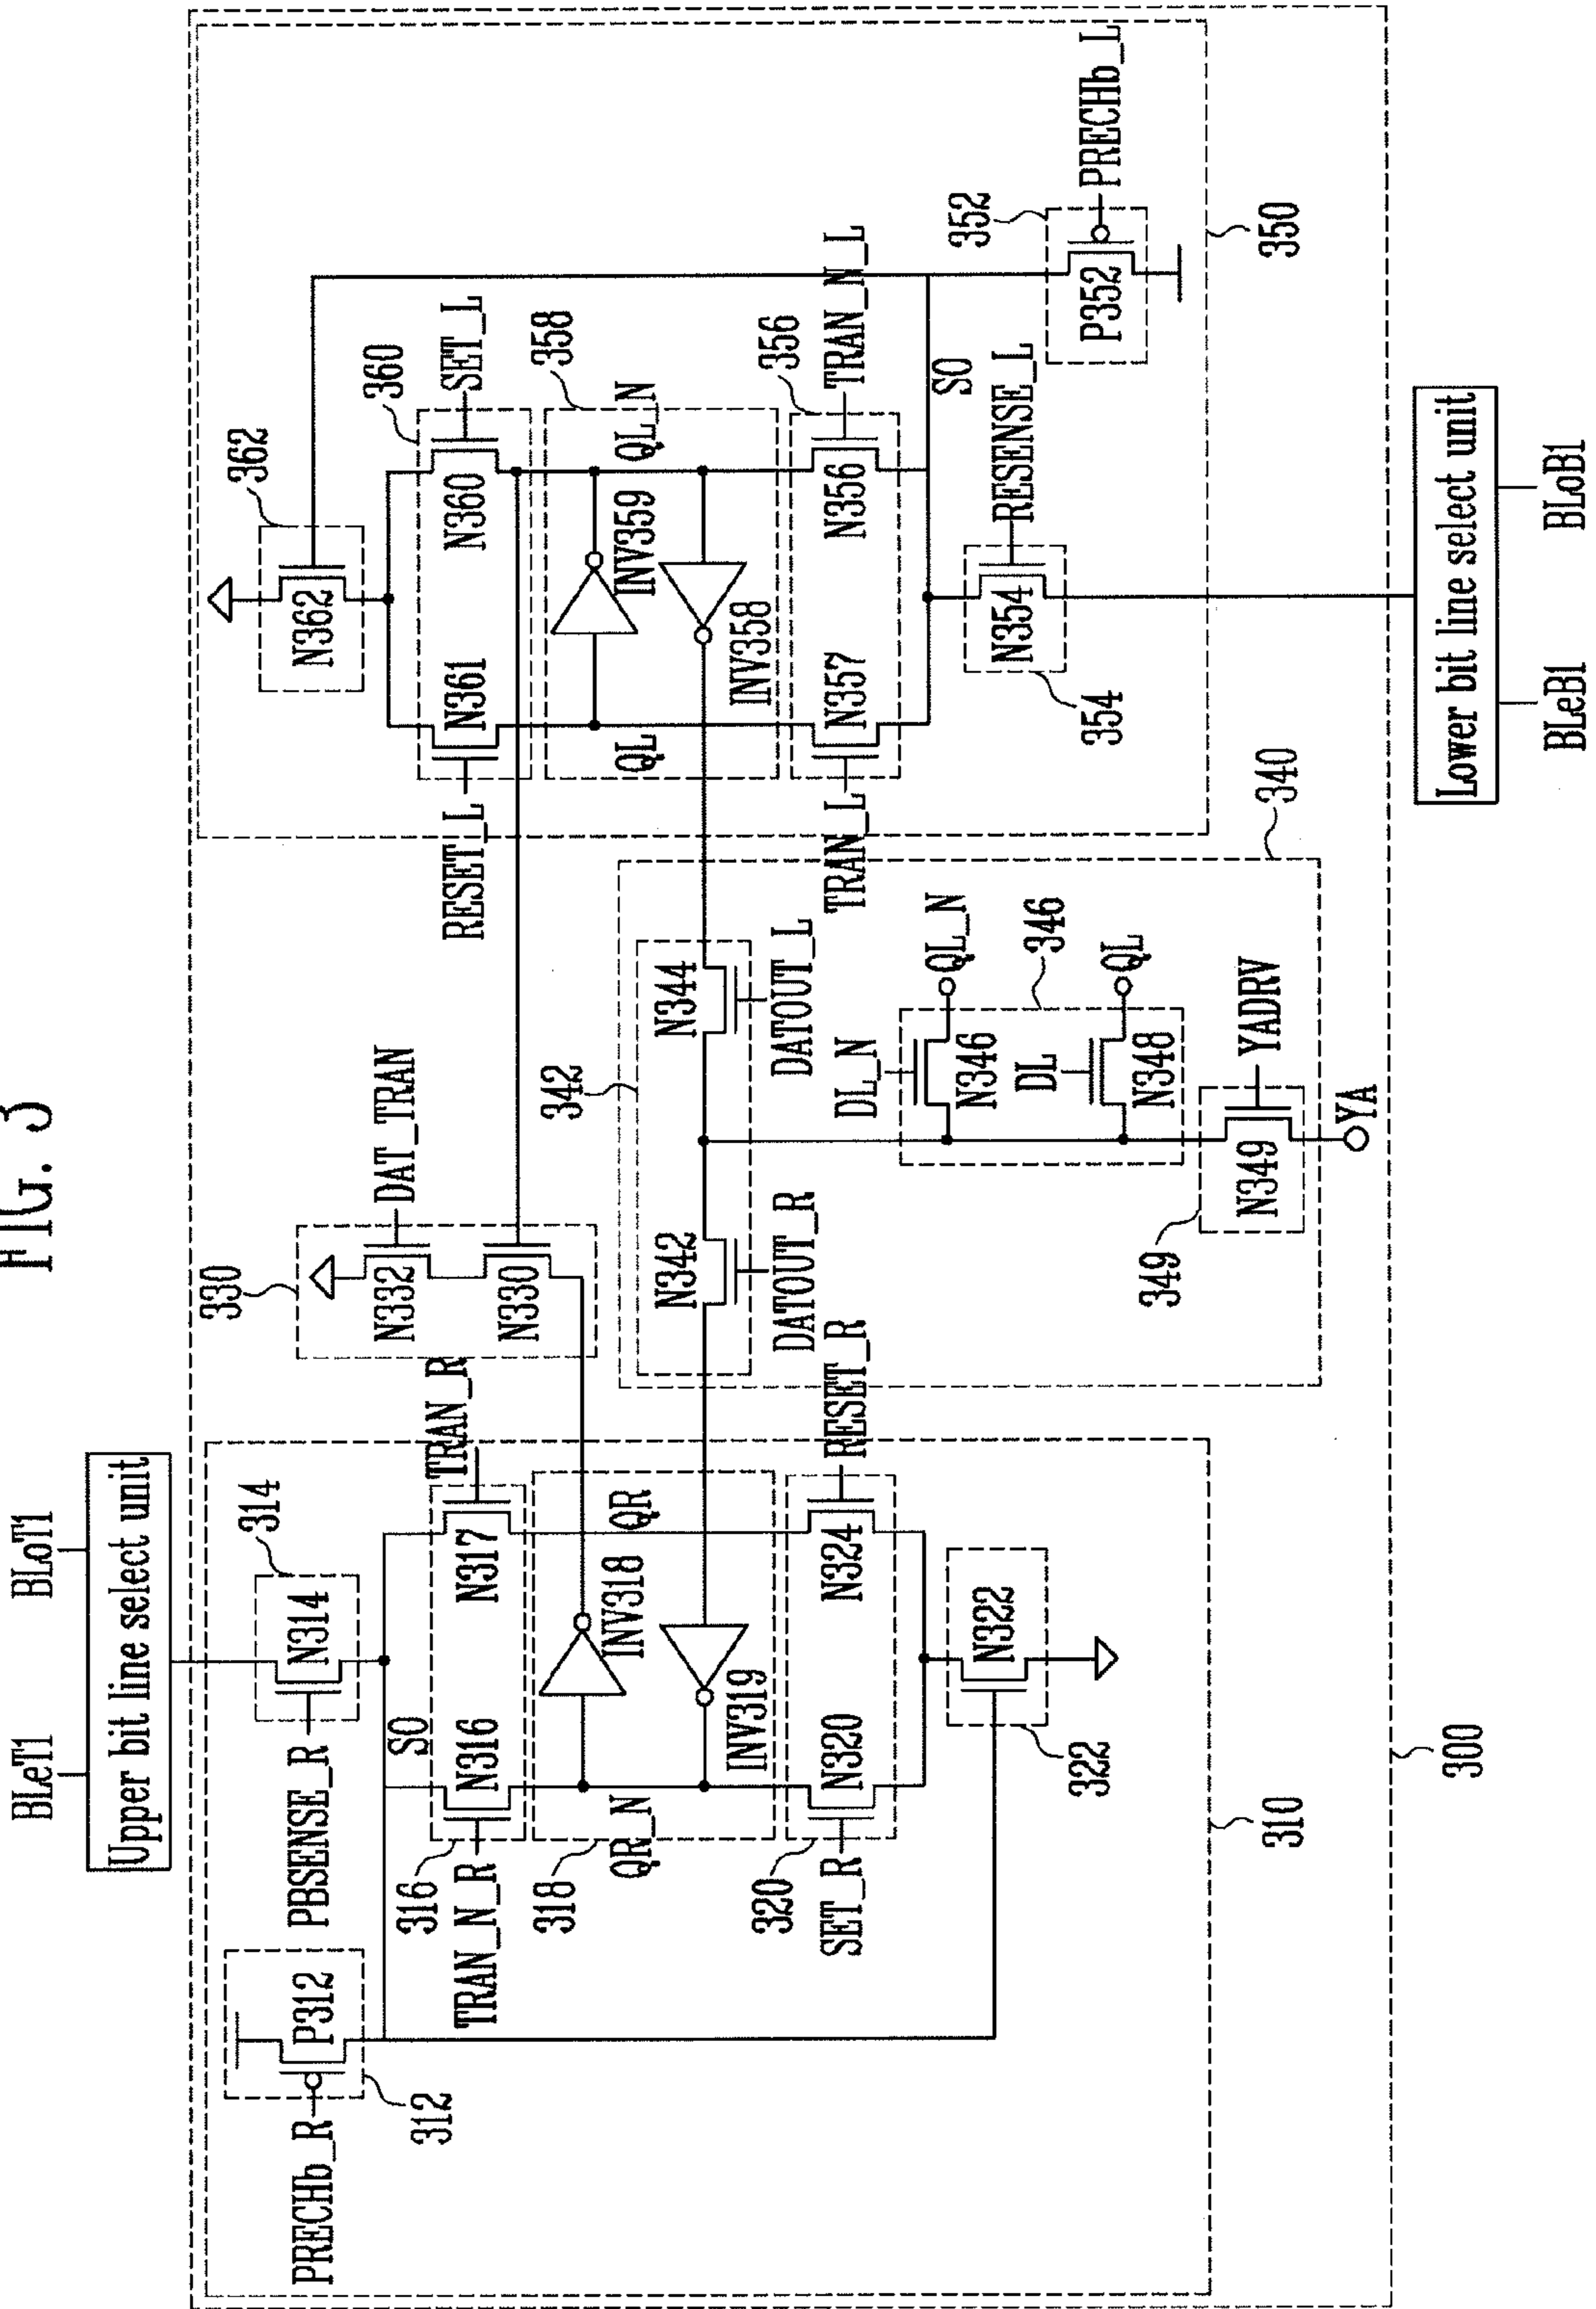 FIG. 3
BLeT1
BLoT1
Upper bit line select unit
PRECHb_R
P312
312
PBSENSE_R
N314
314
SO
TRAN_N_R
N316
N317
TRAN_R
316
318
QR_N
QR
INV318
INV319
320
SET_R
N320
N324
RESET_R
N322
322
310
300
330
N332
DAT_TRAN
N330
342
N342
DATOUT_R
N344
DATOUT_L
DL_N
N346
QL_N
346
DL
N348
QL
349
N349
YADRV
YA
340
362
N362
360
RESET_L
N361
N360
SET_L
358
QL
QL_N
INV359
INV358
356
TRAN_L
N357
N356
TRAN_N_L
SO
354
N354
RESENSE_L
352
P352
PRECHb_L
350
Lower bit line select unit
BLeB1
BLoB1